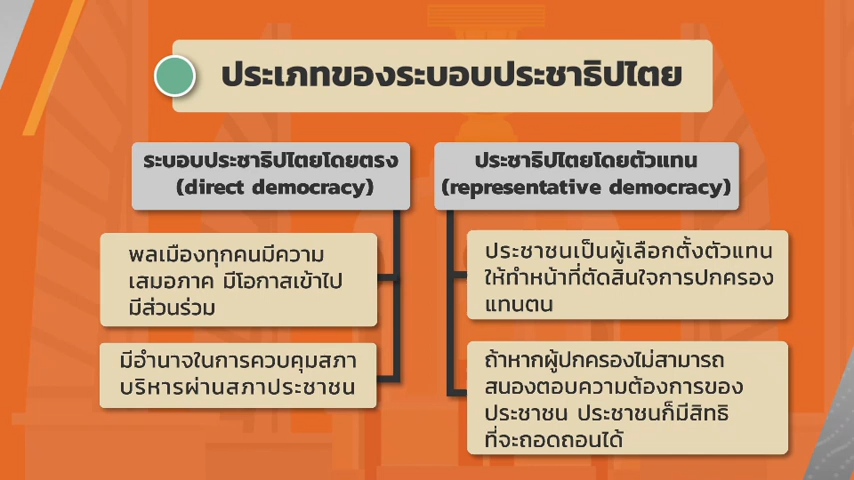 ประเภทของระบอบประชาธิปไตย
ระบอบประชาธิปไตยโดยตรง
(direct democracy)
พลเมืองทุกคนมีความ
เสมอภาค มีโอกาสเข้าไป
มีส่วนร่วม
มีอำนาจในการควบคุมสภา
บริหารผ่านสภาประชาชน
ประชาธิปไตยโดยตัวแทน
(representative democracy)
ประชาชนเป็นผู้เลือกตั้งตัวแทน
ให้ทำหน้าที่ตัดสินใจการปกครอง
แทนตน
ถ้าหากผู้ปกครองไม่สามารถ
สนองตอบความต้องการของ
ประชาชน ประชาชนก็มีสิทธิ
ที่จะถอดถอนได้